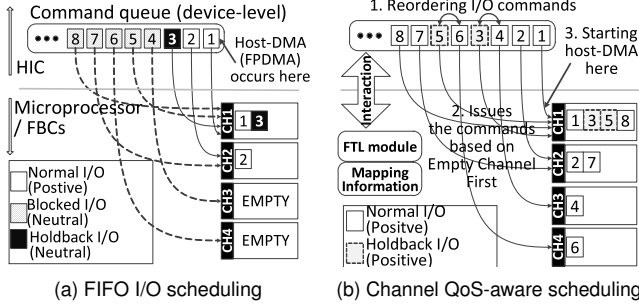 Command queue (device-level)
••• 8 7 6 5 4 3 2 1
HIC
Host-DMA
(FPDMA)
occurs here
Microprocessor
/ FBCs
CH1
1 3
CH2
2
CH3
EMPTY
CH4
EMPTY
Normal I/O
(Postive)
Blocked I/O
(Neutral)
Holdback I/O
(Neutral)
(a) FIFO I/O scheduling
1. Reordering I/O commands
••• 8 7 5 6 3 4 2 1
3. Starting
host-DMA
here
Interaction
2. Issues
the commands
based on
Empty Channel
First
FTL module
Mapping
Information
CH1
1 3 5 8
CH2
2 7
CH3
4
CH4
6
Normal I/O
(Positive)
Holdback I/O
(Positive)
(b) Channel QoS-aware scheduling